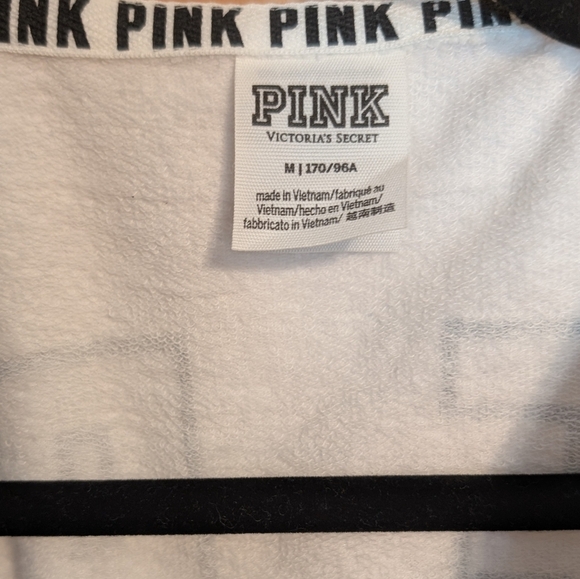 INK PINK PINK PIN
PINK
VICTORIA'S SECRET
M | 170/96A
made in Vietnam/fabriqué au
Vietnam/hecho en Vietnam/
fabbricato in Vietnam/ 越南制造